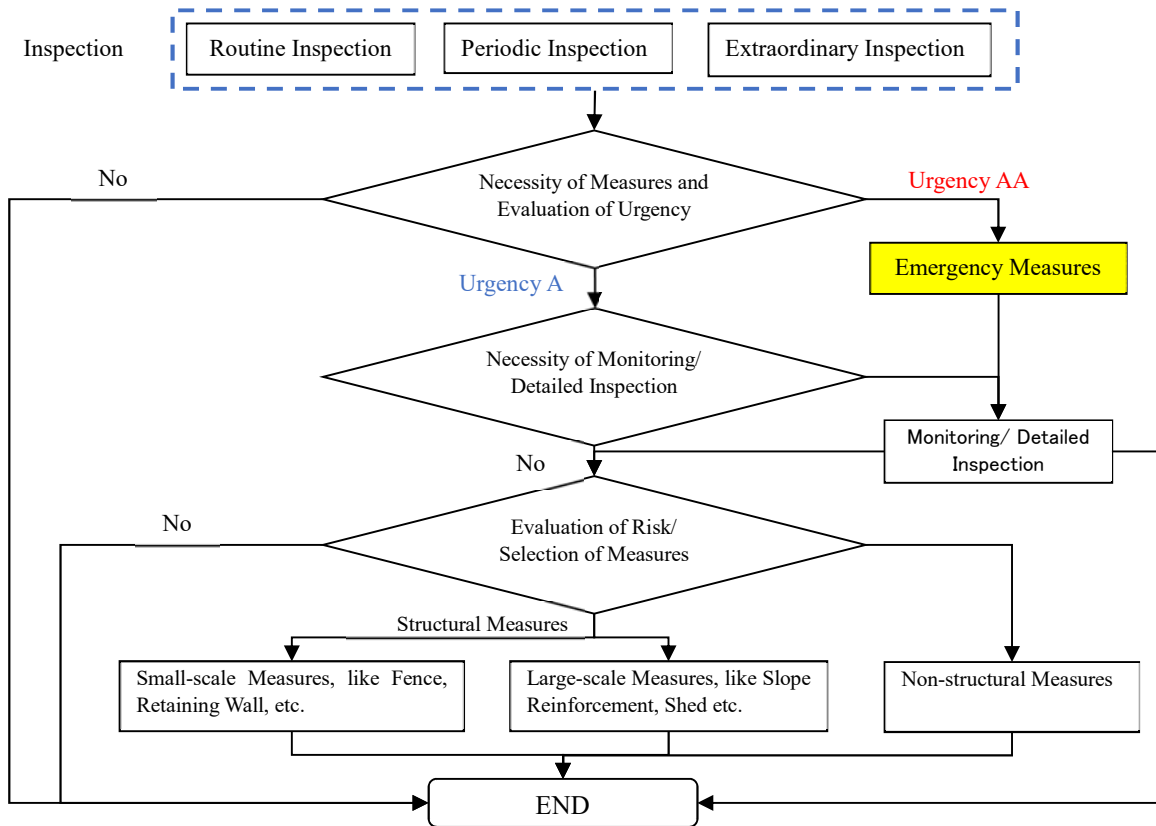 Inspection
Routine Inspection
Periodic Inspection
Extraordinary Inspection
No
Necessity of Measures and
Evaluation of Urgency
Urgency AA
Emergency Measures
Urgency A
Necessity of Monitoring/
Detailed Inspection
Monitoring/ Detailed
Inspection
No
No
Evaluation of Risk/
Selection of Measures
Structural Measures
Small-scale Measures, like Fence,
Retaining Wall, etc.
Large-scale Measures, like Slope
Reinforcement, Shed etc.
Non-structural Measures
END